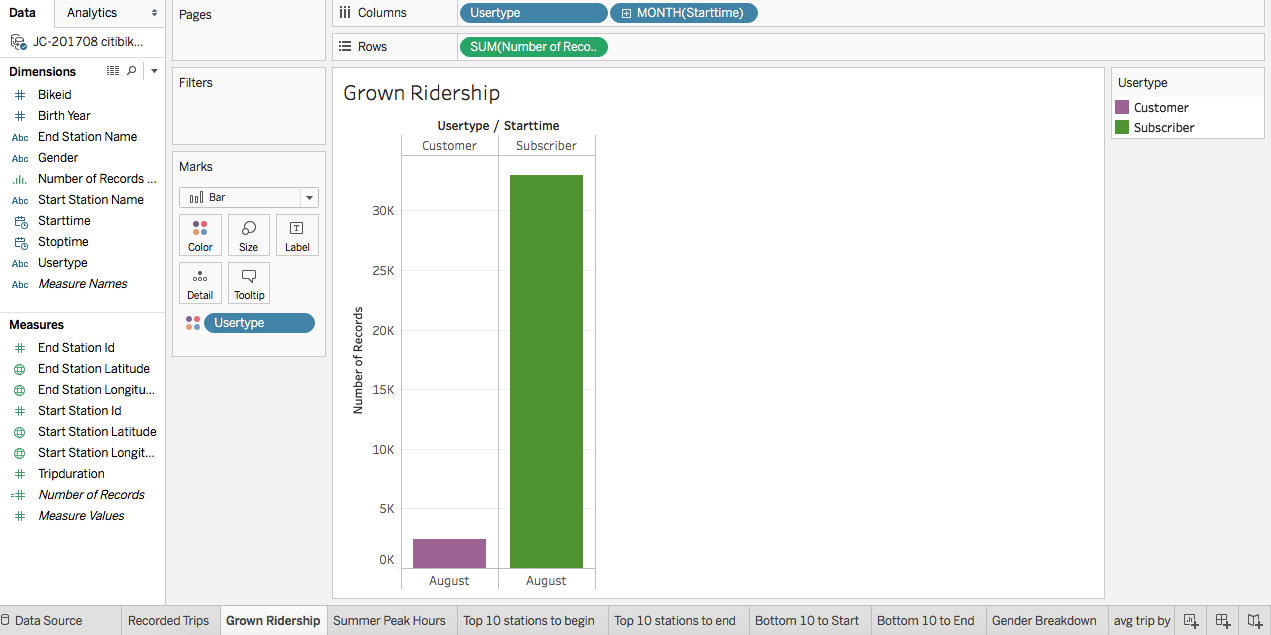 Data
Analytics
JC-201708 citibik...
Dimensions
Bikeid
Birth Year
Abc End Station Name
Abc Gender
Number of Records ...
Abc Start Station Name
Starttime
Stoptime
Abc Usertype
Abc Measure Names
Measures
End Station Id
End Station Latitude
End Station Longitu...
Start Station Id
Start Station Latitude
Start Station Longit...
Tripduration
Number of Records
Measure Values
Pages
Filters
Marks
Bar
Color Size Label
Detail Tooltip
Usertype
Columns Usertype MONTH(Starttime)
Rows SUM(Number of Reco..
Grown Ridership
Usertype / Starttime
Customer Subscriber
Number of Records
30K
25K
20K
15K
10K
5K
0K
August August
Usertype
Customer
Subscriber
Data Source Recorded Trips Grown Ridership Summer Peak Hours Top 10 stations to begin Top 10 stations to end Bottom 10 to Start Bottom 10 to End Gender Breakdown avg trip by